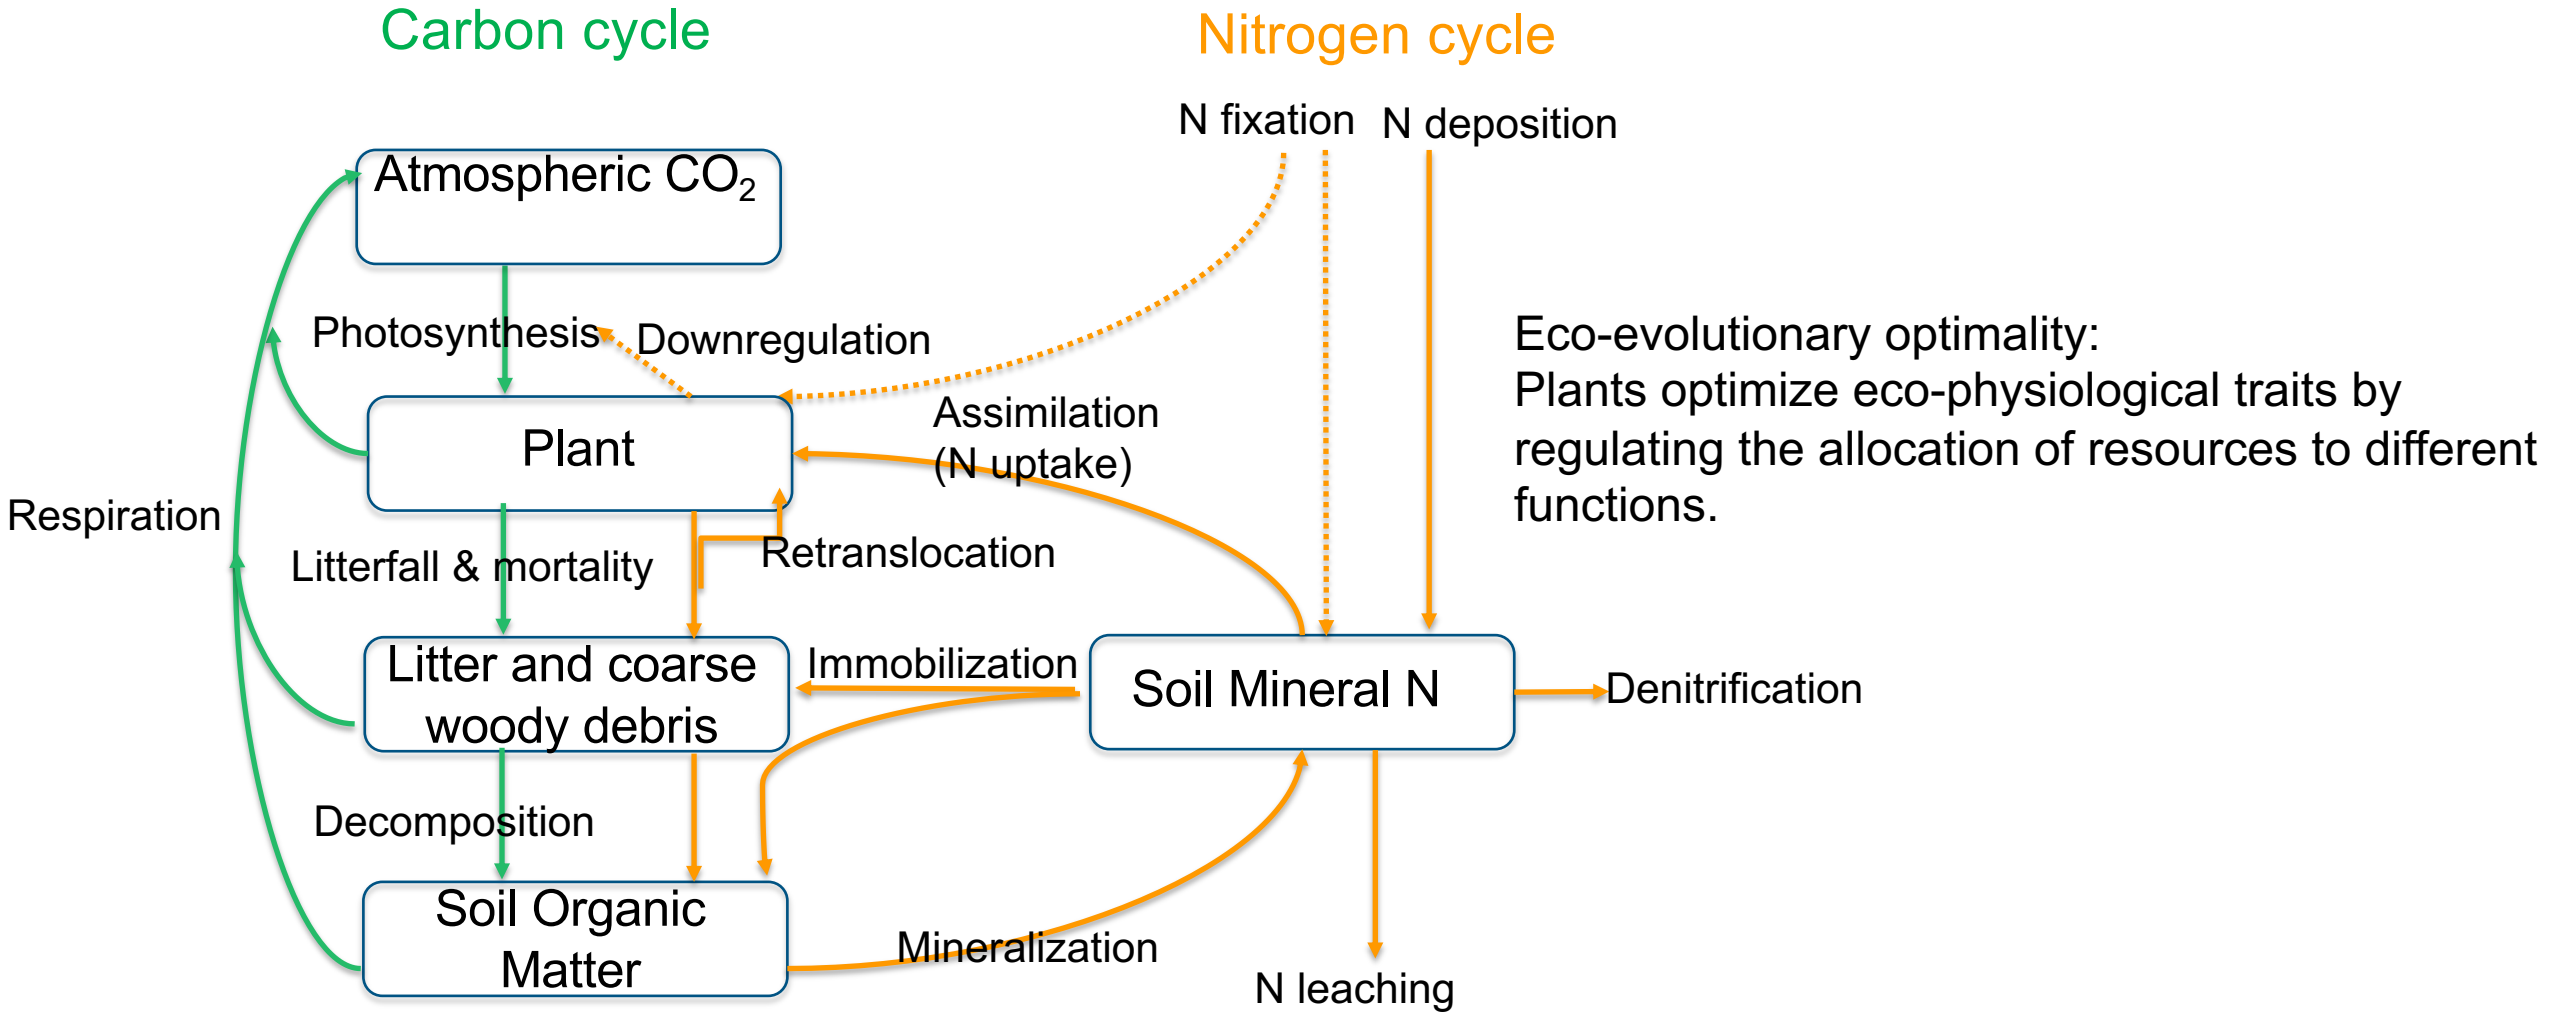 Carbon cycle
Nitrogen cycle
N fixation
N deposition
Atmospheric CO₂
Photosynthesis
Downregulation
Eco-evolutionary optimality:
Plants optimize eco-physiological traits by
regulating the allocation of resources to different
functions.
Plant
Assimilation
(N uptake)
Respiration
Litterfall & mortality
Retranslocation
Litter and coarse
woody debris
Immobilization
Soil Mineral N
Denitrification
Decomposition
Soil Organic
Matter
Mineralization
N leaching